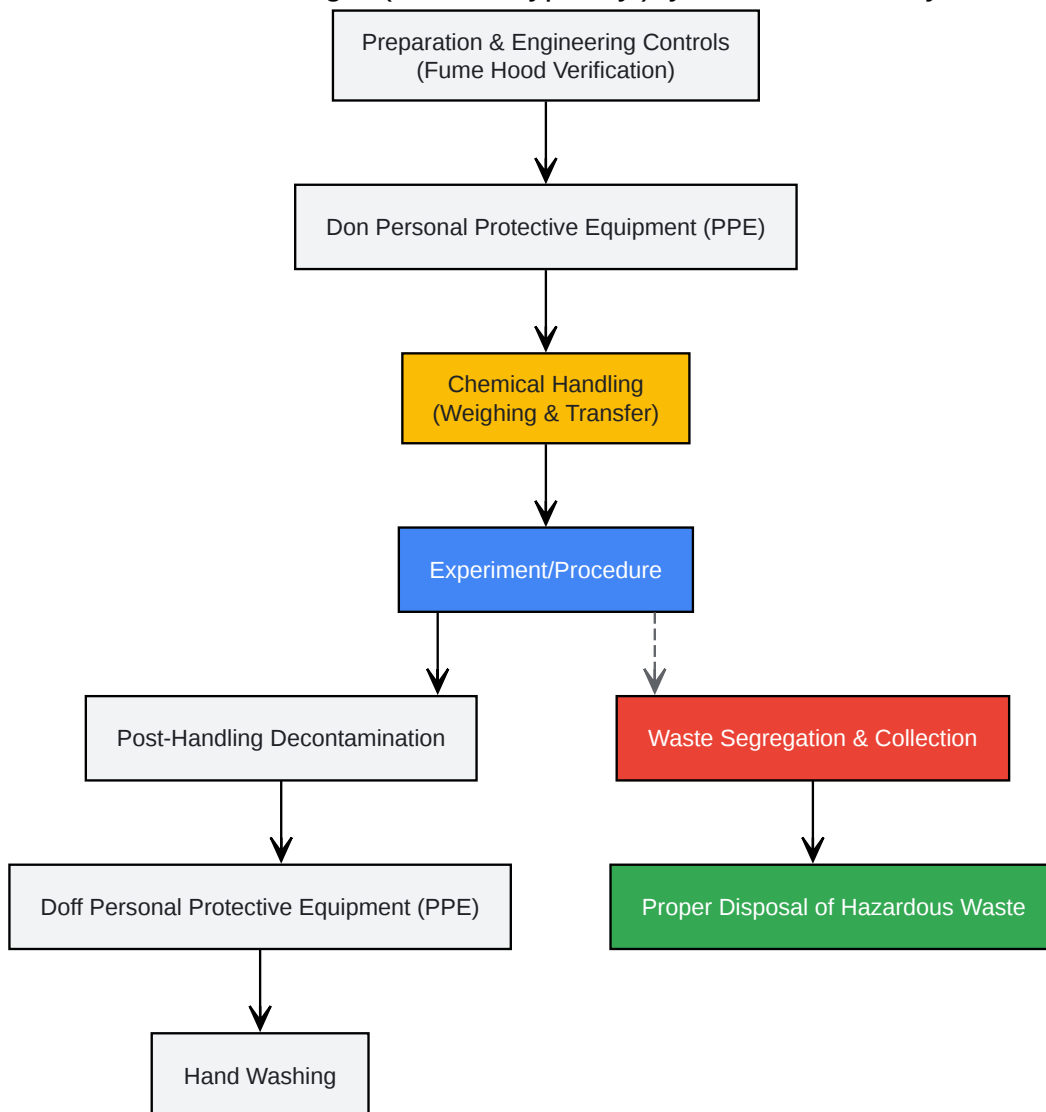 Preparation & Engineering Controls
(Fume Hood Verification)
Don Personal Protective Equipment (PPE)
Chemical Handling
(Weighing & Transfer)
Experiment/Procedure
Post-Handling Decontamination
Waste Segregation & Collection
Doff Personal Protective Equipment (PPE)
Proper Disposal of Hazardous Waste
Hand Washing